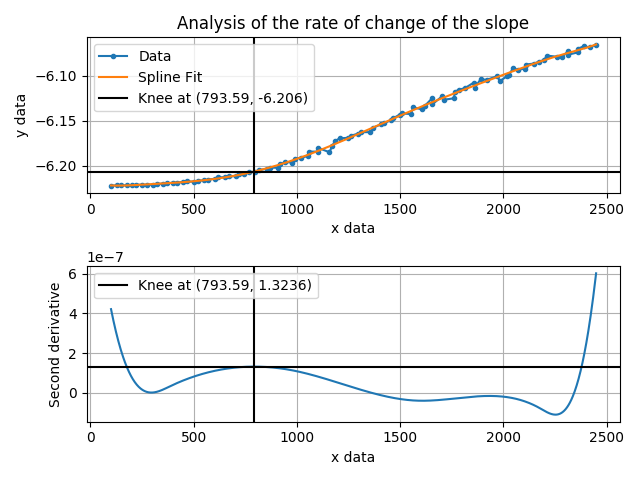 Analysis of the rate of change of the slope
Data
Spline Fit
Knee at (793.59, -6.206)
y data
−6.10
−6.15
−6.20
0 500 1000 1500 2000 2500
x data
1e−7
Knee at (793.59, 1.3236)
Second derivative
6
4
2
0
0 500 1000 1500 2000 2500
x data